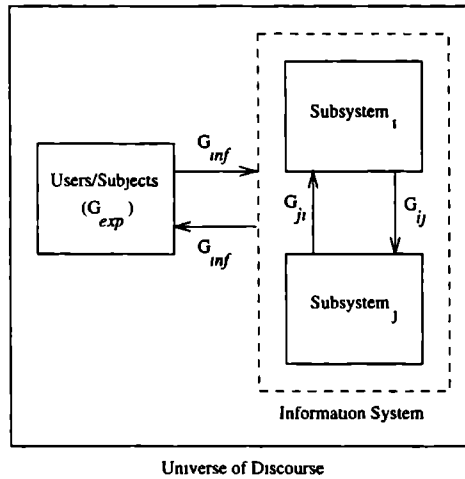 Subsystem i
G inf
Users/Subjects
(G exp)
G ji
G ij
G inf
Subsystem J
Information System
Universe of Discourse